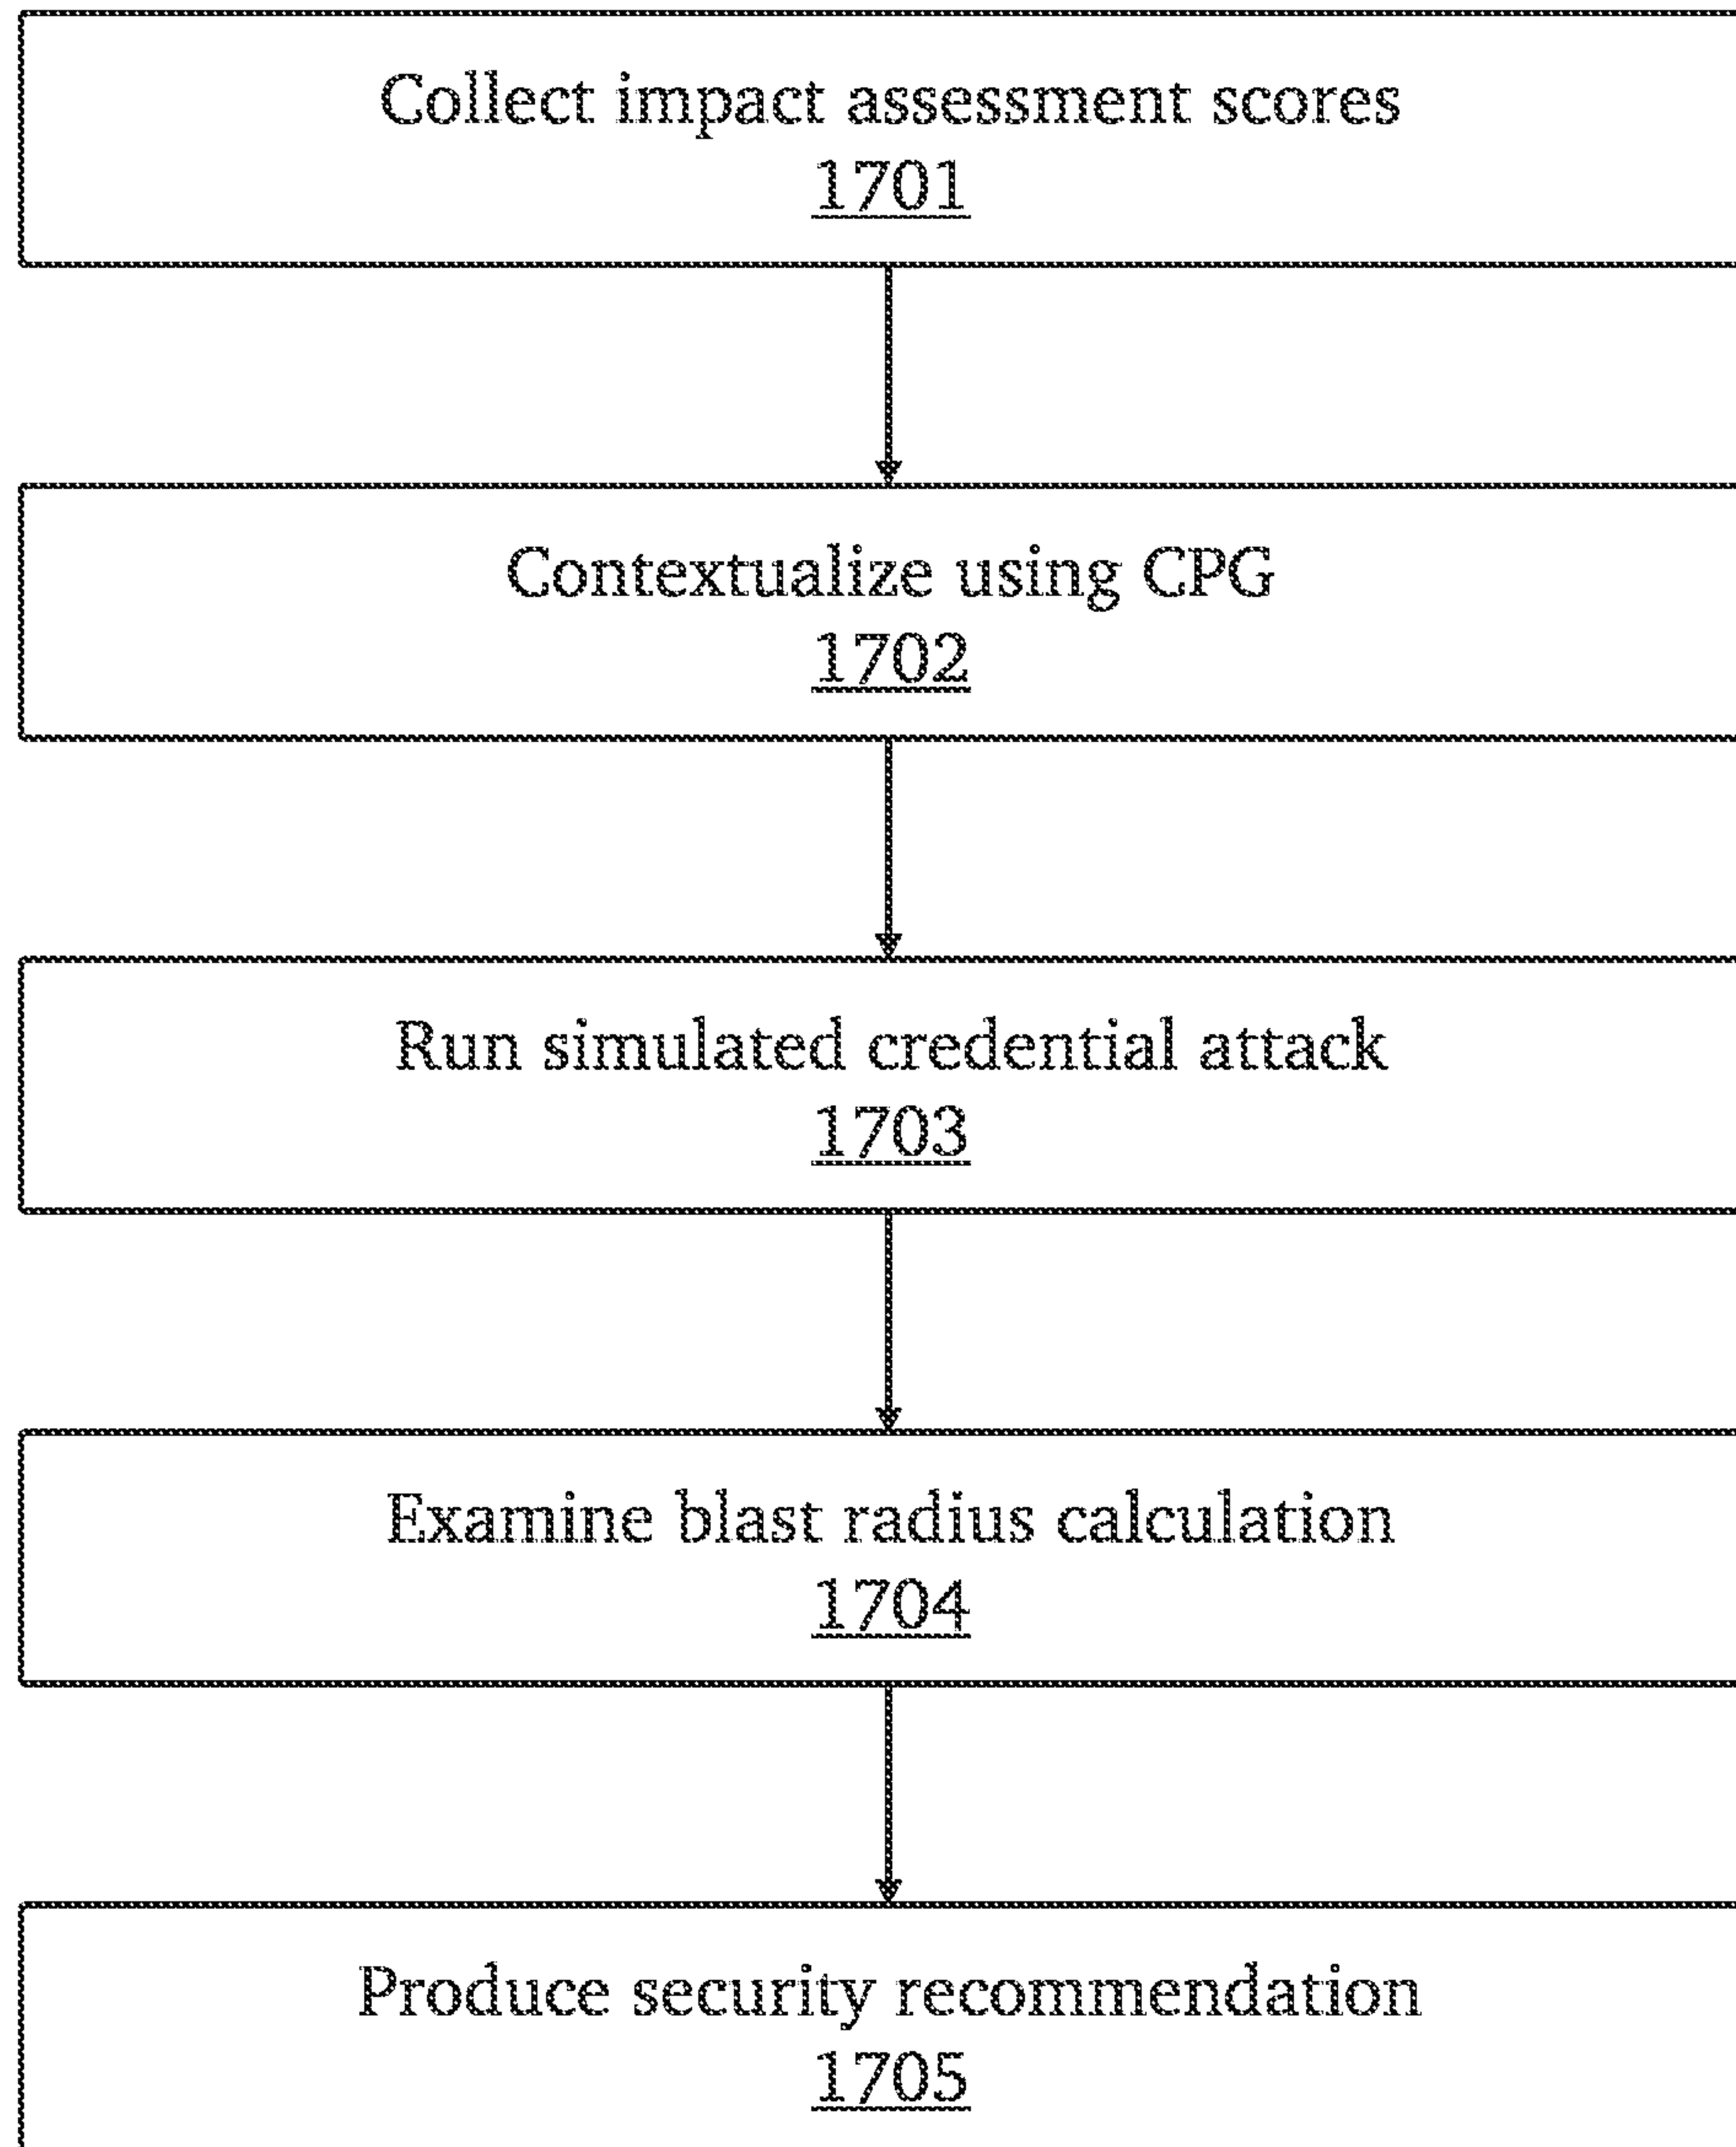 Collect impact assessment scores
1701
Contextualize using CPG
1702
Run simulated credential attack
1703
Examine blast radius calculation
1704
Produce security recommendation
1705